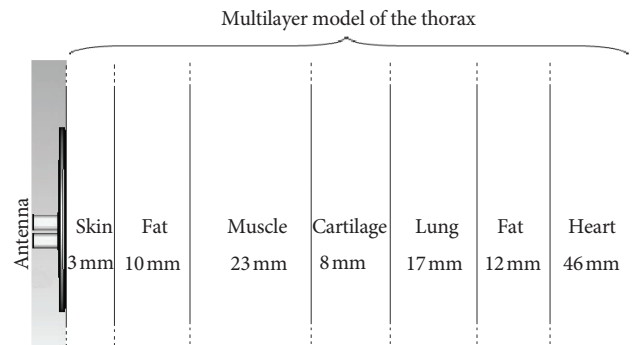 Multilayer model of the thorax
Antenna
Skin Fat Muscle Cartilage Lung Fat Heart
3 mm 10 mm 23 mm 8 mm 17 mm 12 mm 46 mm